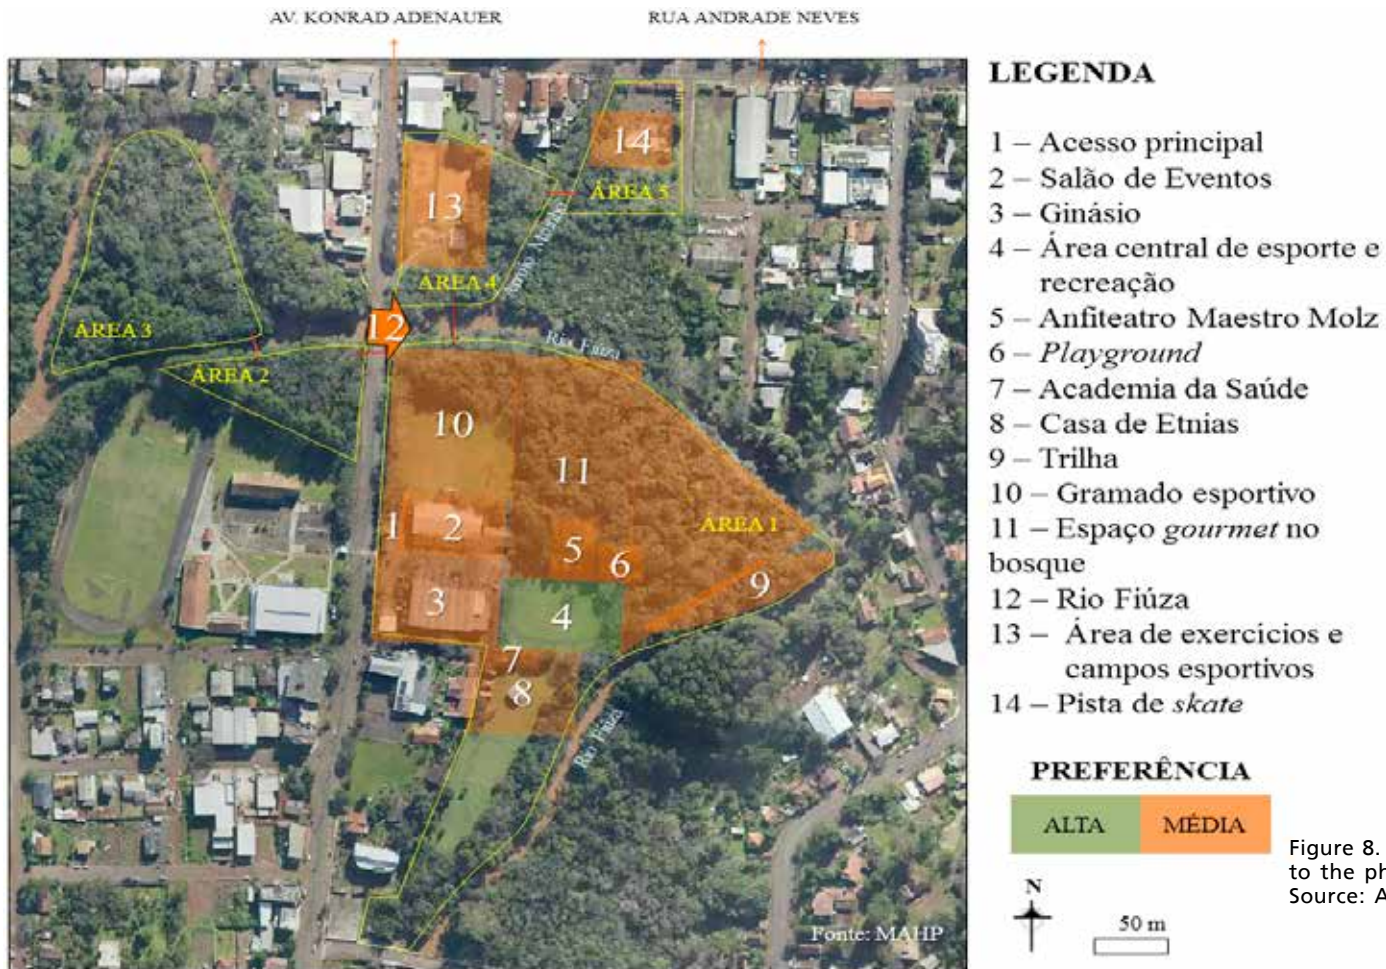 AV. KONRAD ADENAUER
RUA ANDRADE NEVES
14
ÁREA 5
13
ÁREA 4
12
ÁREA 3
ÁREA 2
Rio Fiúza
10
11
ÁREA 1
1
2
5
6
9
3
4
7
8
Rio Fiúza
Fonte: MAHP
LEGENDA
1 – Acesso principal
2 – Salão de Eventos
3 – Ginásio
4 – Área central de esporte e
recreação
5 – Anfiteatro Maestro Molz
6 – Playground
7 – Academia da Saúde
8 – Casa de Etnias
9 – Trilha
10 – Gramado esportivo
11 – Espaço gourmet no
bosque
12 – Rio Fiúza
13 – Área de exercícios e
campos esportivos
14 – Pista de skate
PREFERÊNCIA
ALTA MÉDIA
N
50 m
Figure 8.
to the
Source: